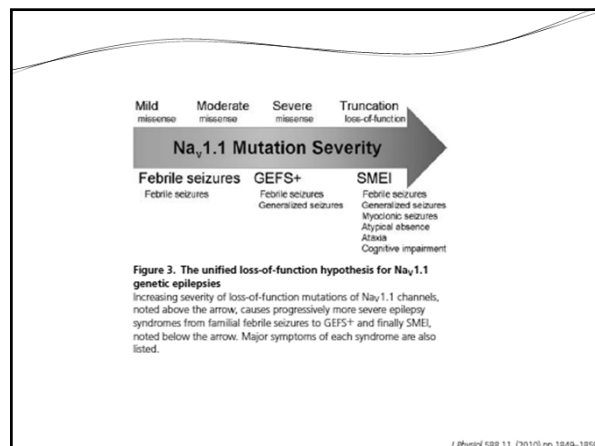 Mild Moderate Severe Truncation
missense missense missense loss-of-function
Naᵥ1.1 Mutation Severity
Febrile seizures GEFS+ SMEI
Febrile seizures Febrile seizures Febrile seizures
Generalized seizures Generalized seizures
Myoclonic seizures
Atypical absence
Ataxia
Cognitive impairment
Figure 3. The unified loss-of-function hypothesis for Naᵥ1.1
genetic epilepsies
Increasing severity of loss-of-function mutations of Naᵥ1.1 channels,
noted above the arrow, causes progressively more severe epilepsy
syndromes from familial febrile seizures to GEFS+ and finally SMEI,
noted below the arrow. Major symptoms of each syndrome are also
listed.
J Physiol 588.11 (2010) pp 1849–1859